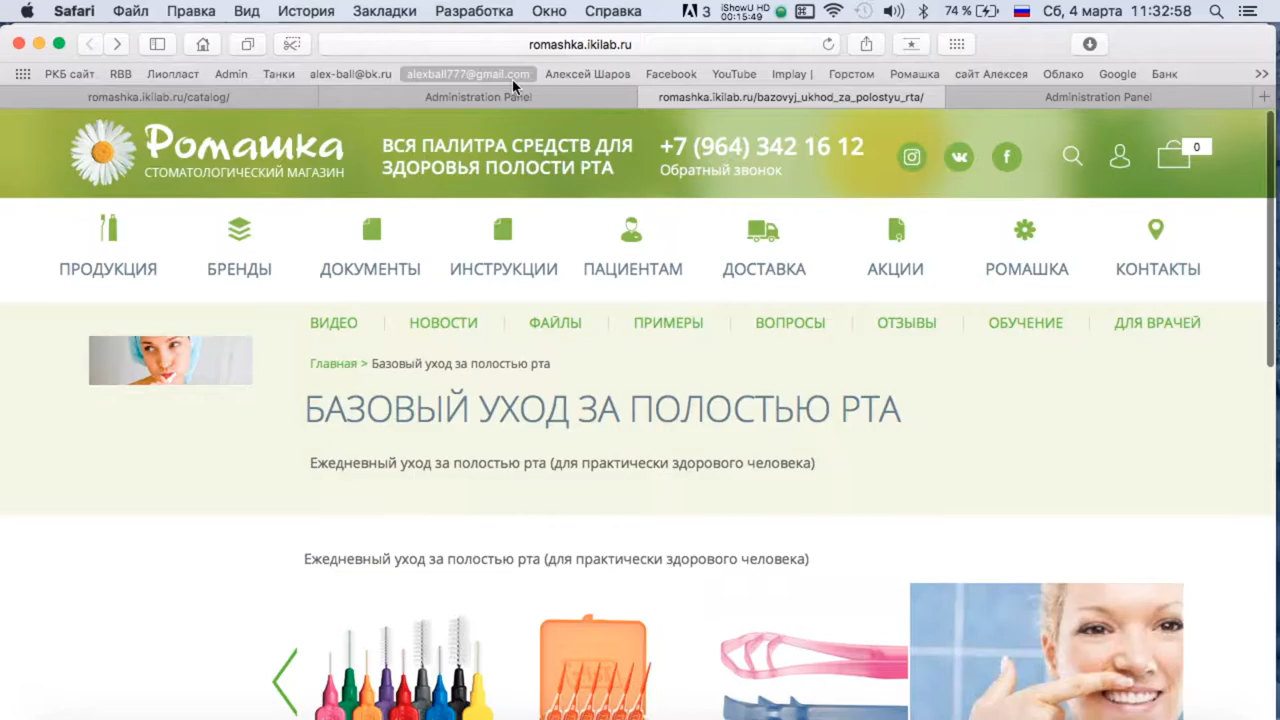 Safari Файл Правка Вид История Закладки Разработка Окно Справка 3 iShowU HD 00:15:49 74 % Сб, 4 марта 11:32:58
romashka.ikilab.ru
РКБ сайт RBB Лиопласт Admin Танки alex-ball@bk.ru alexball777@gmail.com Алексей Шаров Facebook YouTube Implay | Горстом Ромашка сайт Алексея Облако Google Банк >>
romashka.ikilab.ru/catalog/ Administration Panel romashka.ikilab.ru/bazovyj_ukhod_za_polostyu_rta/ Administration Panel
Ромашка
СТОМАТОЛОГИЧЕСКИЙ МАГАЗИН
ВСЯ ПАЛИТРА СРЕДСТВ ДЛЯ
ЗДОРОВЬЯ ПОЛОСТИ РТА
+7 (964) 342 16 12
Обратный звонок
0
ПРОДУКЦИЯ БРЕНДЫ ДОКУМЕНТЫ ИНСТРУКЦИИ ПАЦИЕНТАМ ДОСТАВКА АКЦИИ РОМАШКА КОНТАКТЫ
ВИДЕО НОВОСТИ ФАЙЛЫ ПРИМЕРЫ ВОПРОСЫ ОТЗЫВЫ ОБУЧЕНИЕ ДЛЯ ВРАЧЕЙ
Главная > Базовый уход за полостью рта
БАЗОВЫЙ УХОД ЗА ПОЛОСТЬЮ РТА
Ежедневный уход за полостью рта (для практически здорового человека)
Ежедневный уход за полостью рта (для практически здорового человека)